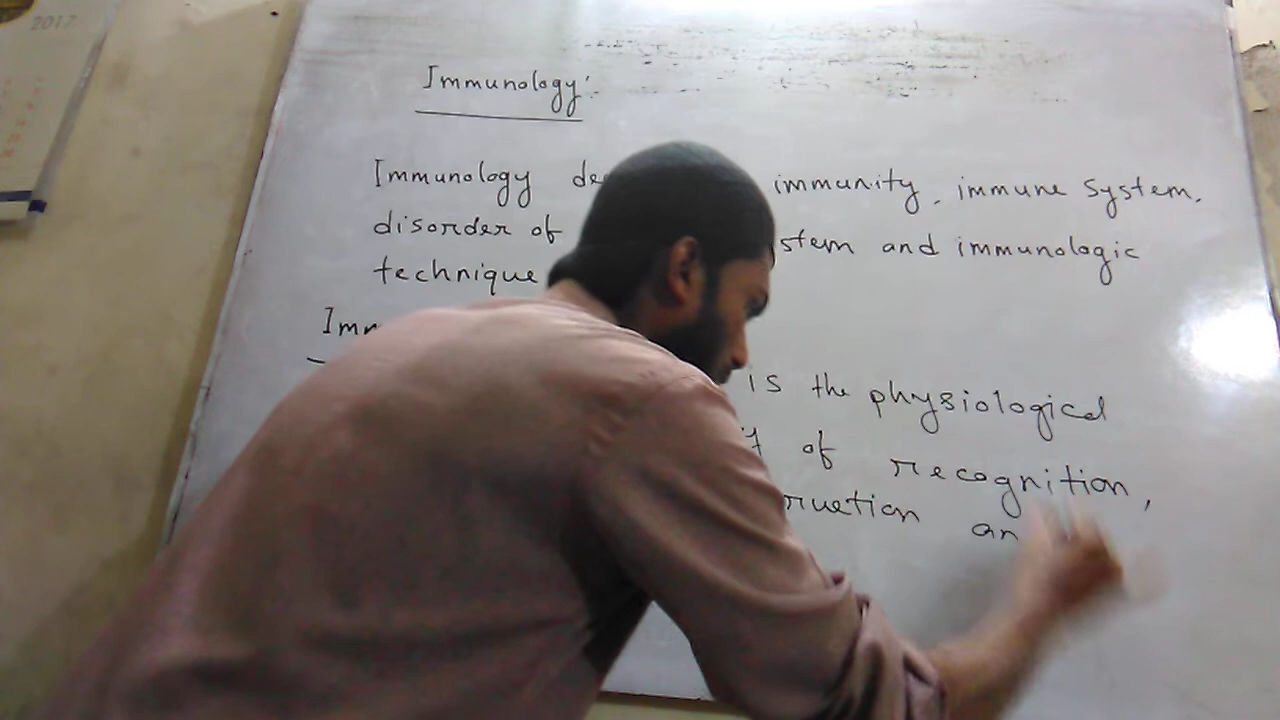 2017
Immunology:
Immunology de immunity, immune system,
disorder of stem and immunologic
technique
Imm
is the physiological
of recognition,
ruction an